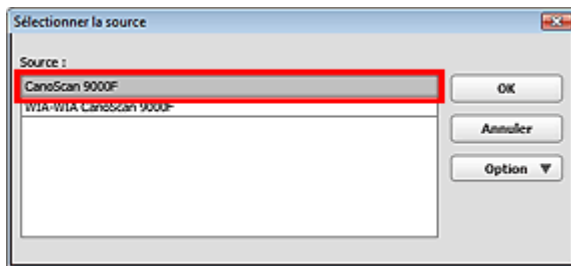 Sélectionner la source
Source :
CanoScan 9000F
WIA-WIA CanoScan 9000F
OK
Annuler
Option